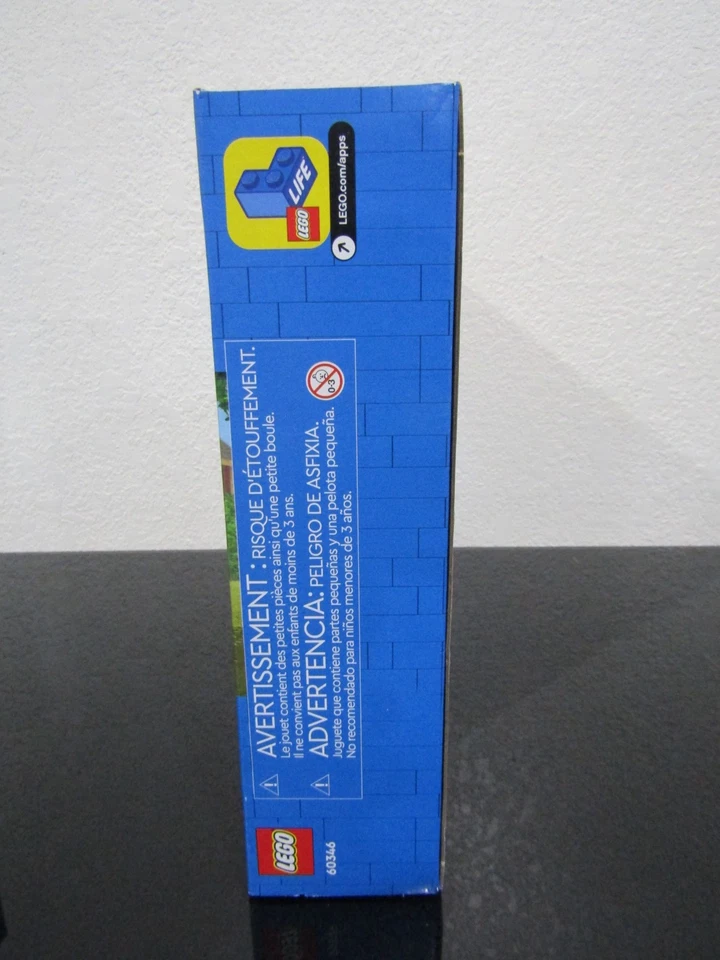 LEGO
LIFE
LEGO.com/apps
AVERTISSEMENT : RISQUE D'ÉTOUFFEMENT.
Le jouet contient des petites pièces ainsi qu'une petite boule.
Il ne convient pas aux enfants de moins de 3 ans.
ADVERTENCIA: PELIGRO DE ASFIXIA.
Juguete que contiene partes pequeñas y una pelota pequeña.
No recomendado para niños menores de 3 años.
0-3
LEGO
60346